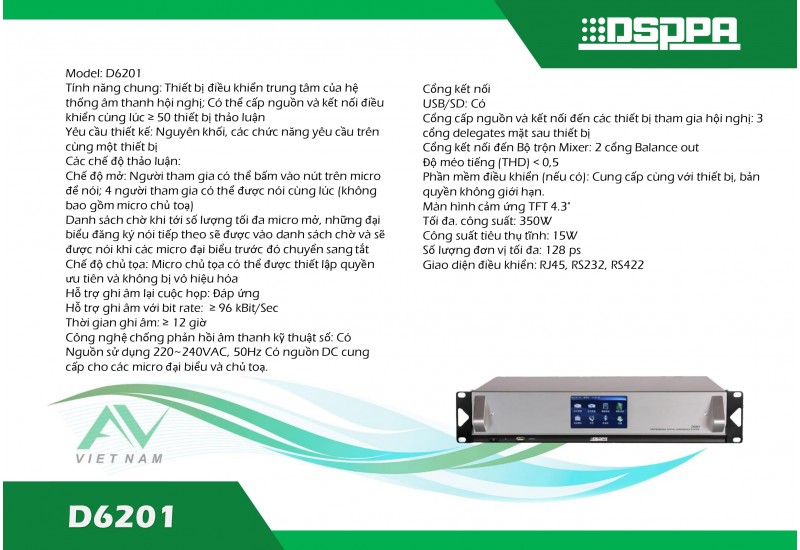 DSPPA
Model: D6201
Tính năng chung: Thiết bị điều khiển trung tâm của hệ
thống âm thanh hội nghị; Có thể cấp nguồn và kết nối điều
khiển cùng lúc ≥ 50 thiết bị thảo luận
Yêu cầu thiết kế: Nguyên khối, các chức năng yêu cầu trên
cùng một thiết bị
Các chế độ thảo luận:
Chế độ mở: Người tham gia có thể bấm vào nút trên micro
để nói; 4 người tham gia có thể được nói cùng lúc (không
bao gồm micro chủ toạ)
Danh sách chờ khi tới số lượng tối đa micro mở, những đại
biểu đăng ký nói tiếp theo sẽ được vào danh sách chờ và sẽ
được nói khi các micro đại biểu trước đó chuyển sang tắt
Chế độ chủ tọa: Micro chủ tọa có thể được thiết lập quyền
ưu tiên và không bị vô hiệu hóa
Hỗ trợ ghi âm lại cuộc họp: Đáp ứng
Hỗ trợ ghi âm với bit rate: ≥ 96 kBit/Sec
Thời gian ghi âm: ≥ 12 giờ
Công nghệ chống phản hồi âm thanh kỹ thuật số: Có
Nguồn sử dụng 220~240VAC, 50Hz Có nguồn DC cung
cấp cho các micro đại biểu và chủ toạ.
Cổng kết nối
USB/SD: Có
Cổng cấp nguồn và kết nối đến các thiết bị tham gia hội nghị: 3
cổng delegates mặt sau thiết bị
Cổng kết nối đến Bộ trộn Mixer: 2 cổng Balance out
Độ méo tiếng (THD) < 0,5
Phần mềm điều khiển (nếu có): Cung cấp cùng với thiết bị, bản
quyền không giới hạn.
Màn hình cảm ứng TFT 4.3"
Tối đa. công suất: 350W
Công suất tiêu thụ tĩnh: 15W
Số lượng đơn vị tối đa: 128 ps
Giao diện điều khiển: RJ45, RS232, RS422
AV
VIET NAM
D6201